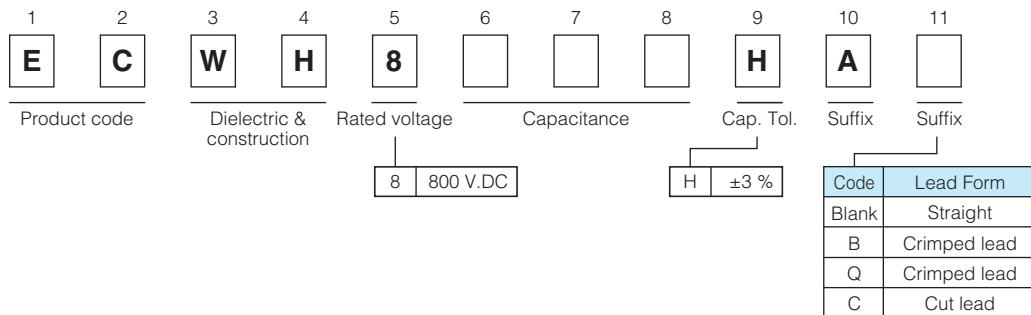 1 2 3 4 5 6 7 8 9 10 11
E C W H 8 H A
Product code Dielectric & Rated voltage Capacitance Cap. Tol. Suffix Suffix
construction
8 800 V.DC H ±3 % Code Lead Form
Blank Straight
B Crimped lead
Q Crimped lead
C Cut lead